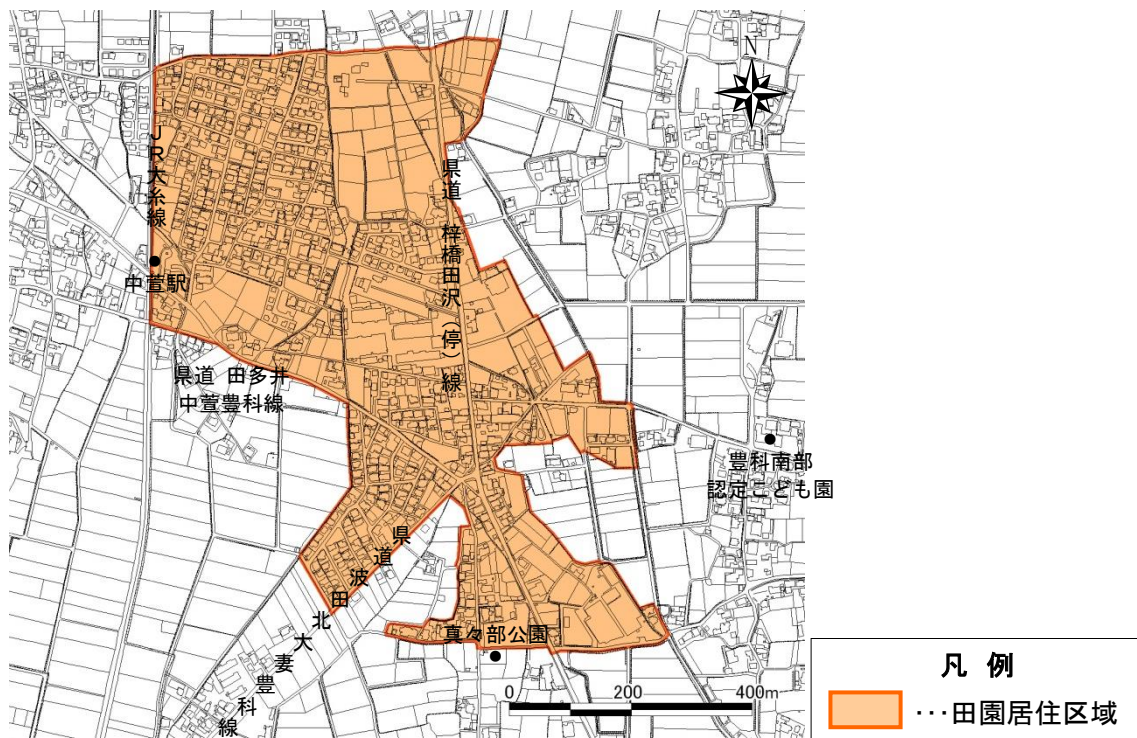 N
JR大糸線
県道 梓橋田沢(停)線
中萱駅
県道 田多井
中萱豊科線
豊科南部
認定こども園
県道波田北大妻豊科線
真々部公園
0 200 400m
凡 例
･･･田園居住区域